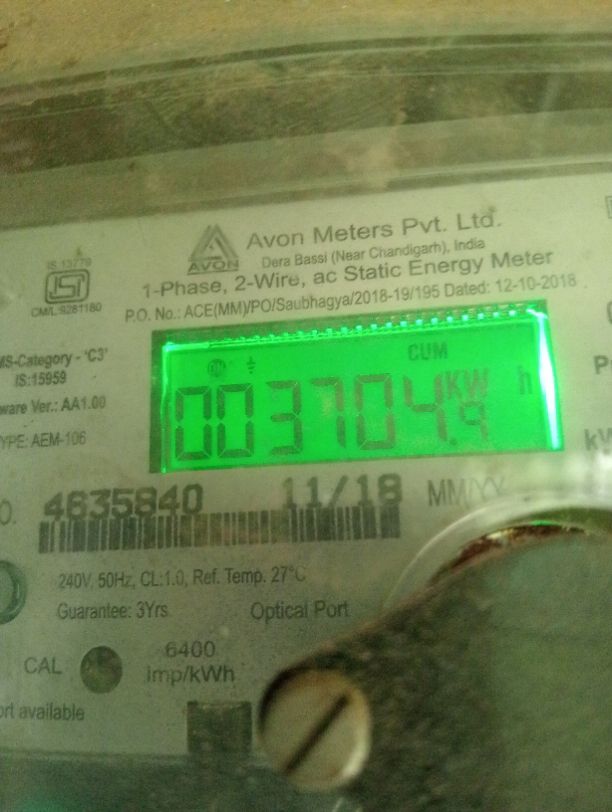 Avon Meters Pvt. Ltd.
AVON
Dera Bassi (Near Chandigarh), India
1-Phase, 2-Wire, ac Static Energy Meter
P.O. No.: ACE(MM)/PO/Saubhagya/2018-19/195 Dated: 12-10-2018
IS 13779
ISI
CM/L:9281180
MS-Category - 'C3'
IS:15959
ware Ver.: AA1.00
YPE: AEM-106
CUM
003704.9 KW h
O. 4635840 11/18 MM/YY
240V, 50Hz, CL:1.0, Ref. Temp. 27°C
Guarantee: 3Yrs Optical Port
CAL 6400
imp/kWh
ort available